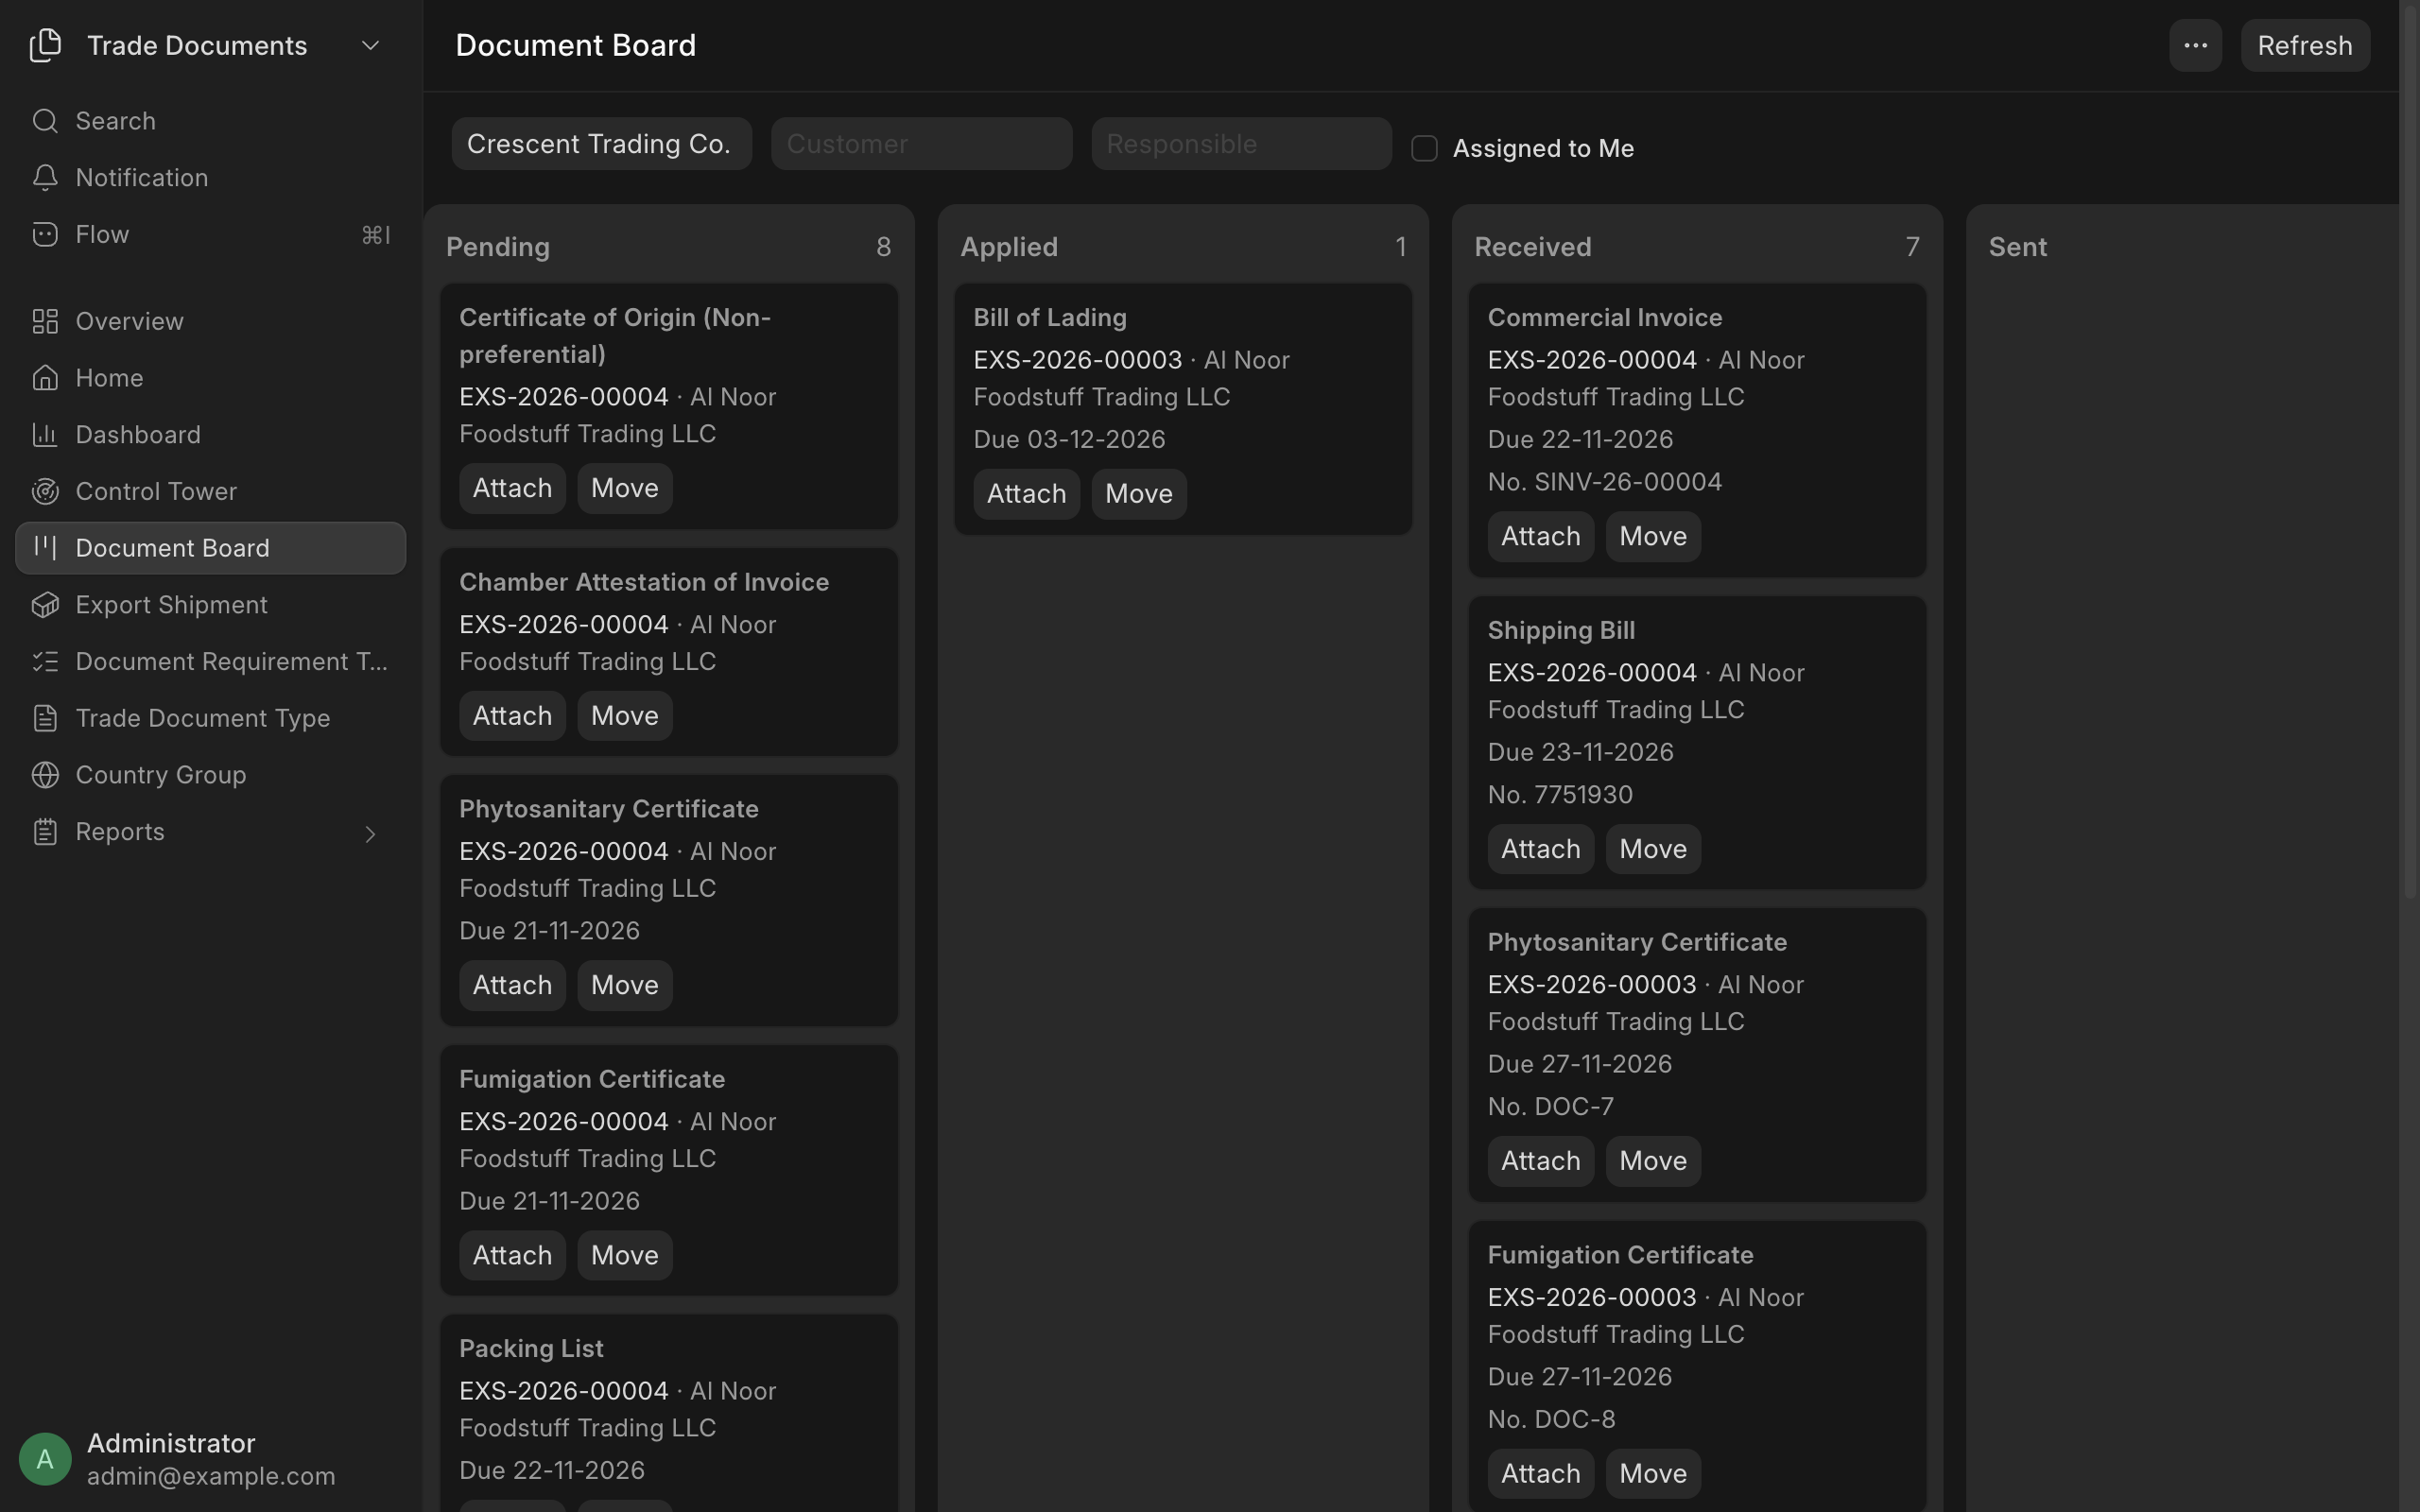 Trade Documents
Search
Notification
Flow ⌘I
Overview
Home
Dashboard
Control Tower
Document Board
Export Shipment
Document Requirement T...
Trade Document Type
Country Group
Reports
A
Administrator
admin@example.com
Document Board
... Refresh
Crescent Trading Co. Customer Responsible Assigned to Me
Pending 8
Certificate of Origin (Non-
preferential)
EXS-2026-00004 · Al Noor
Foodstuff Trading LLC
Attach Move
Chamber Attestation of Invoice
EXS-2026-00004 · Al Noor
Foodstuff Trading LLC
Attach Move
Phytosanitary Certificate
EXS-2026-00004 · Al Noor
Foodstuff Trading LLC
Due 21-11-2026
Attach Move
Fumigation Certificate
EXS-2026-00004 · Al Noor
Foodstuff Trading LLC
Due 21-11-2026
Attach Move
Packing List
EXS-2026-00004 · Al Noor
Foodstuff Trading LLC
Due 22-11-2026
Applied 1
Bill of Lading
EXS-2026-00003 · Al Noor
Foodstuff Trading LLC
Due 03-12-2026
Attach Move
Received 7
Commercial Invoice
EXS-2026-00004 · Al Noor
Foodstuff Trading LLC
Due 22-11-2026
No. SINV-26-00004
Attach Move
Shipping Bill
EXS-2026-00004 · Al Noor
Foodstuff Trading LLC
Due 23-11-2026
No. 7751930
Attach Move
Phytosanitary Certificate
EXS-2026-00003 · Al Noor
Foodstuff Trading LLC
Due 27-11-2026
No. DOC-7
Attach Move
Fumigation Certificate
EXS-2026-00003 · Al Noor
Foodstuff Trading LLC
Due 27-11-2026
No. DOC-8
Attach Move
Sent